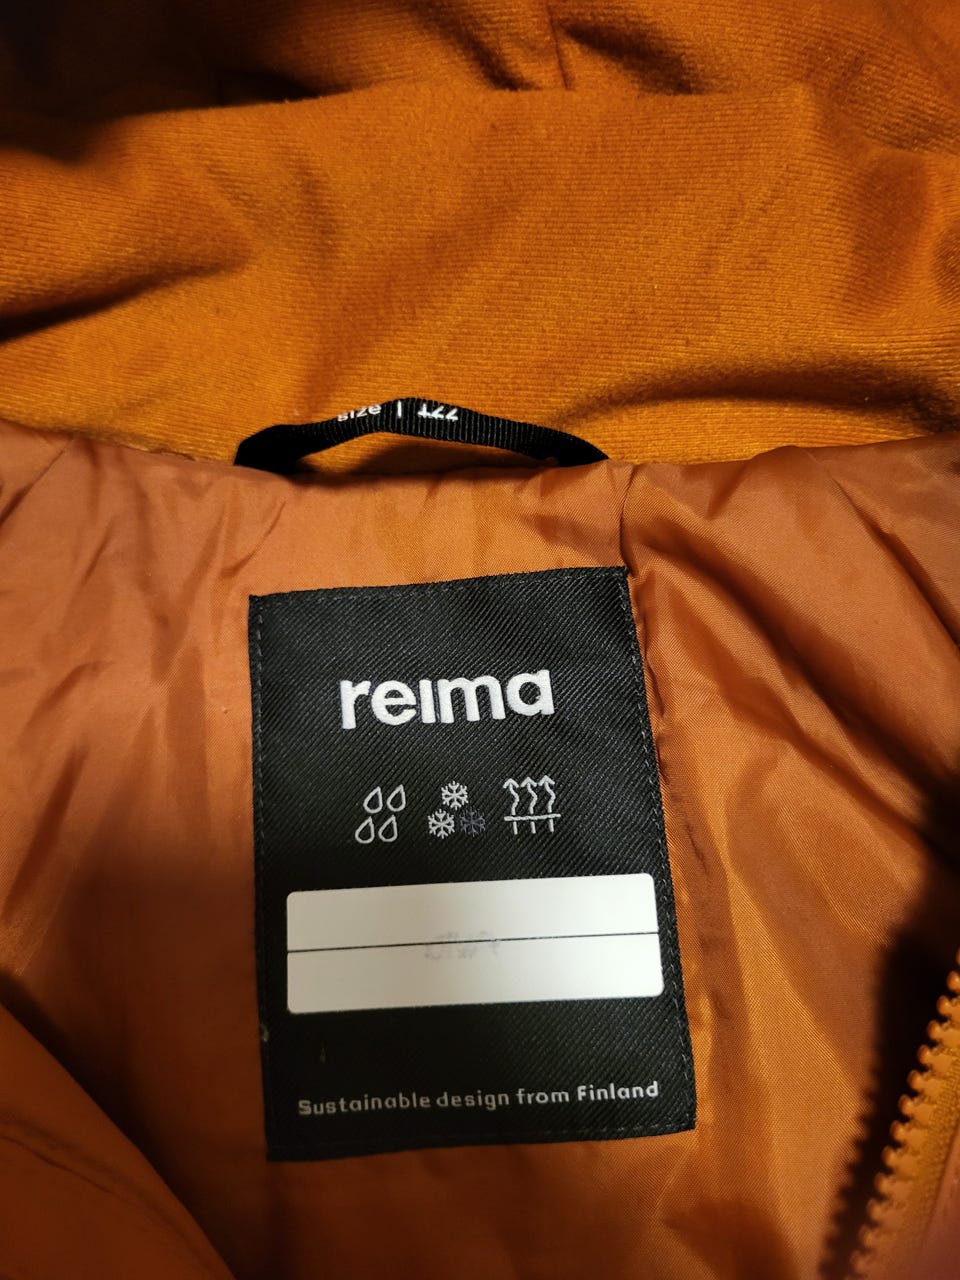 size | 122
reima
Sustainable design from Finland